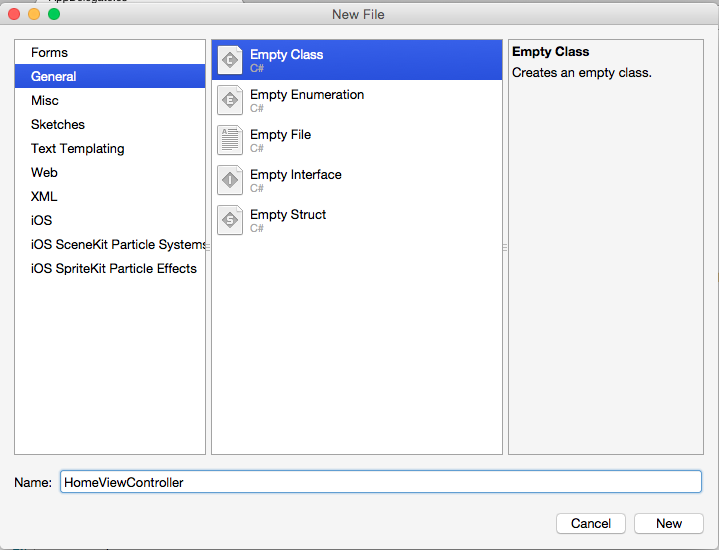 New File
Forms
General
Misc
Sketches
Text Templating
Web
XML
iOS
iOS SceneKit Particle Systems
iOS SpriteKit Particle Effects
Empty Class
C#
Empty Enumeration
C#
Empty File
C#
Empty Interface
C#
Empty Struct
C#
Empty Class
Creates an empty class.
Name: HomeViewController
Cancel New